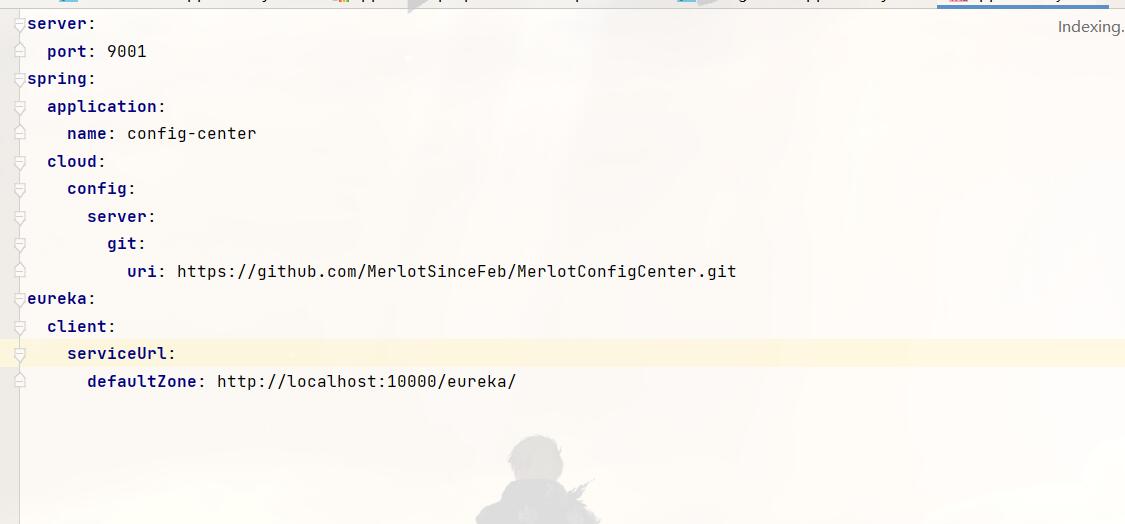 Indexing.
server:
  port: 9001
spring:
  application:
    name: config-center
  cloud:
    config:
      server:
        git:
          uri: https://github.com/MerlotSinceFeb/MerlotConfigCenter.git
eureka:
  client:
    serviceUrl:
      defaultZone: http://localhost:10000/eureka/